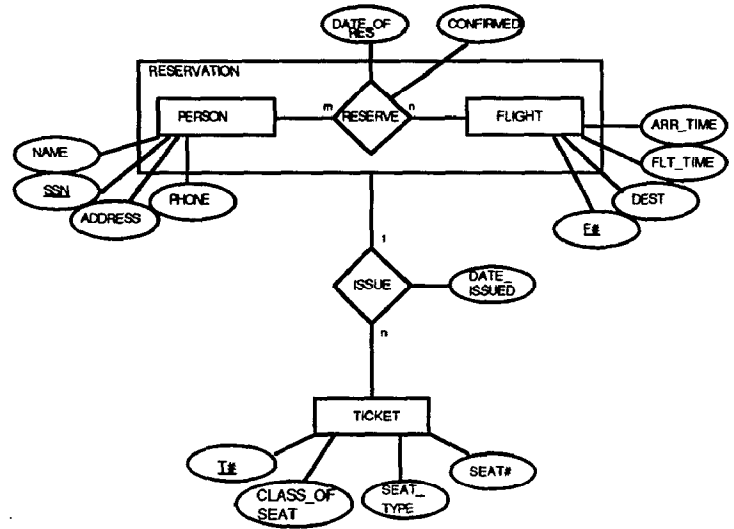 DATE_OF
RES
CONFIRMED
RESERVATION
PERSON
m
RESERVE
n
FLIGHT
ARR_TIME
NAME
FLT_TIME
SSN
PHONE
DEST
ADDRESS
F#
1
ISSUE
DATE_
ISSUED
n
TICKET
T#
SEAT#
CLASS_OF
SEAT
SEAT_
TYPE